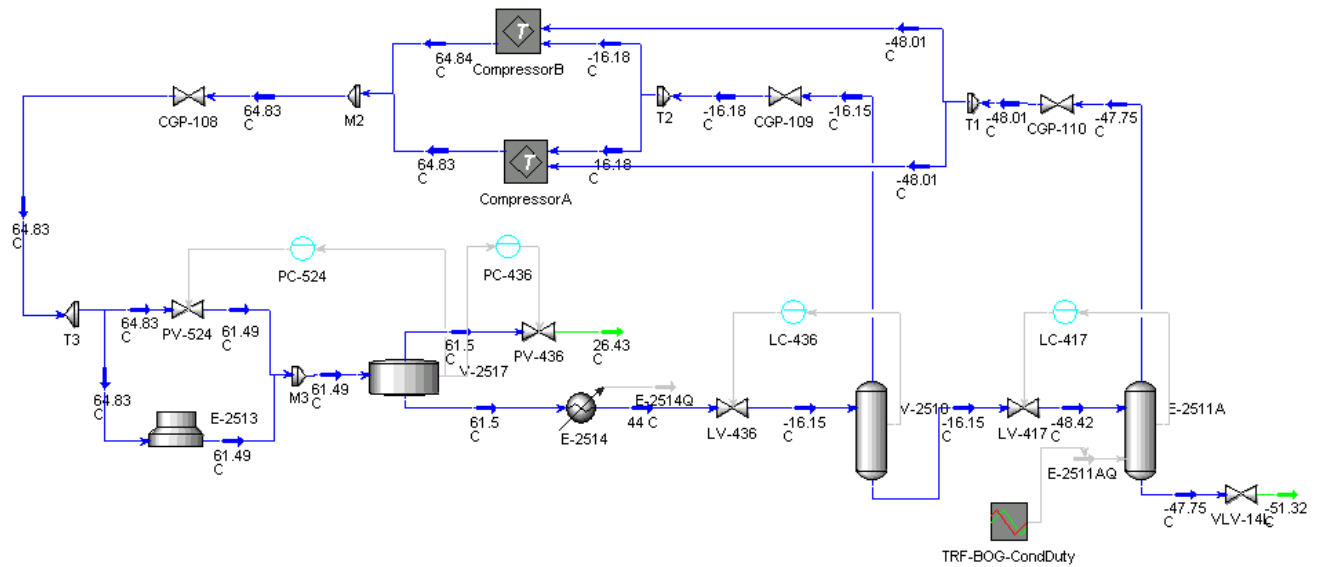 T
64.84
C
CompressorB
-16.18
C
-48.01
C
64.83
C
CGP-108
M2
T2
-16.18
C
CGP-109
-16.15
C
T1
-48.01
C
CGP-110
-47.75
C
T
64.83
C
CompressorA
-16.18
C
-48.01
C
64.83
C
PC-524
PC-436
LC-436
LC-417
T3
64.83
C
PV-524
61.49
C
M3
61.49
C
V-2517
61.5
C
PV-436
26.43
C
64.83
C
E-2513
61.49
C
61.5
C
E-2514
E-2514Q
44 C
LV-436
-16.15
C
V-2510
-16.15
C
LV-417
-48.42
C
E-2511A
E-2511AQ
-47.75
C
-51.32
C
TRF-BOG-CondDuty